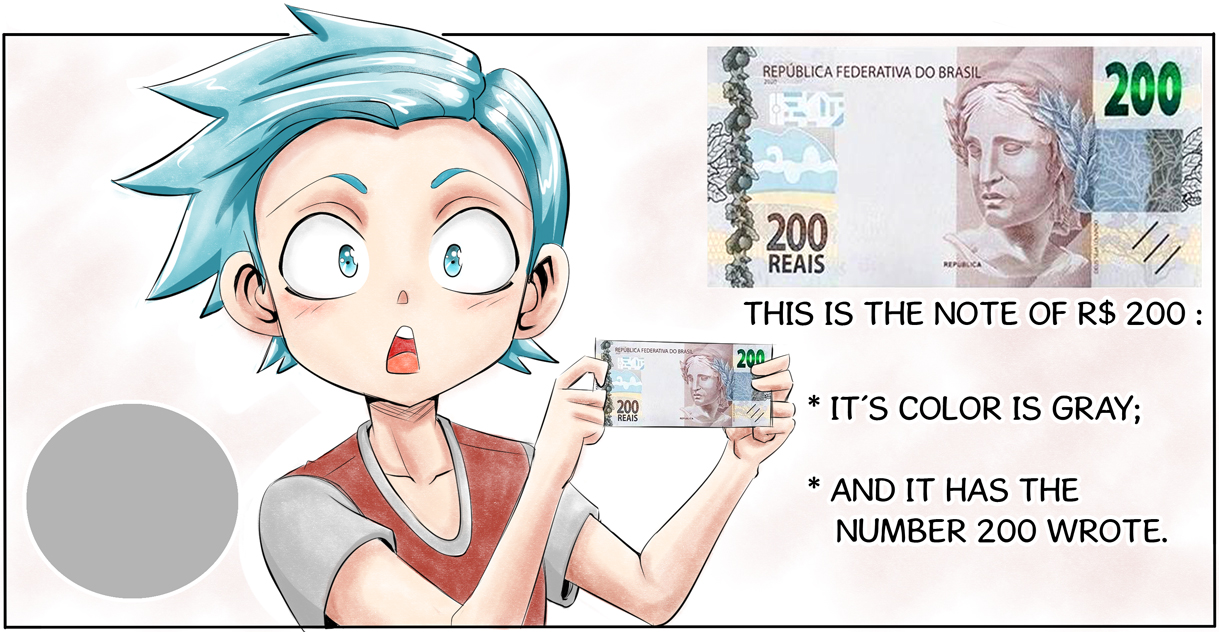 REPÚBLICA FEDERATIVA DO BRASIL
200
200
REAIS
REPÚBLICA
THIS IS THE NOTE OF R$ 200 :
REPÚBLICA FEDERATIVA DO BRASIL
200
200
REAIS
* IT´S COLOR IS GRAY;
* AND IT HAS THE
NUMBER 200 WROTE.